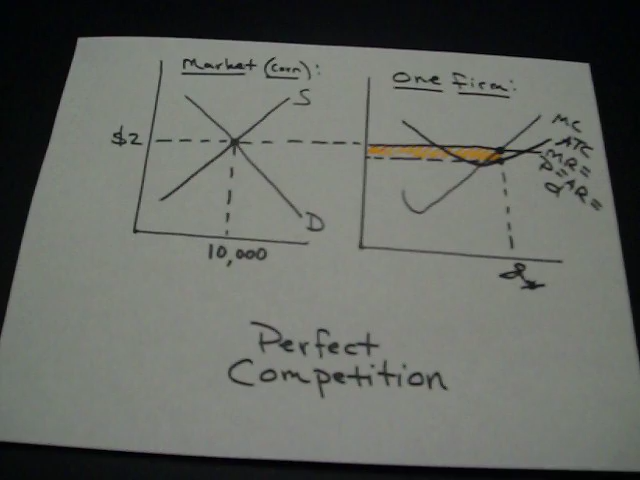 Market (Corn):
S
$2
D
10,000
One Firm:
MC
ATC
MR=
P=AR=
d
Perfect
Competition